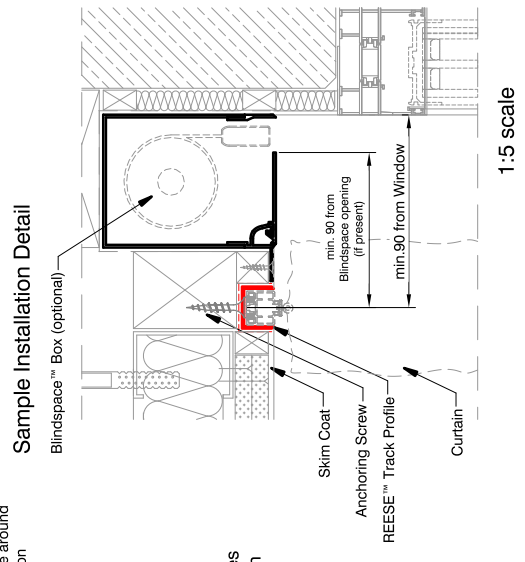 e around
on
es
n
Sample Installation Detail
Blindspace™ Box (optional)
min. 90 from
Blindspace opening
(if present)
min.90 from Window
Skim Coat
Anchoring Screw
REESE™ Track Profile
Curtain
1:5 scale